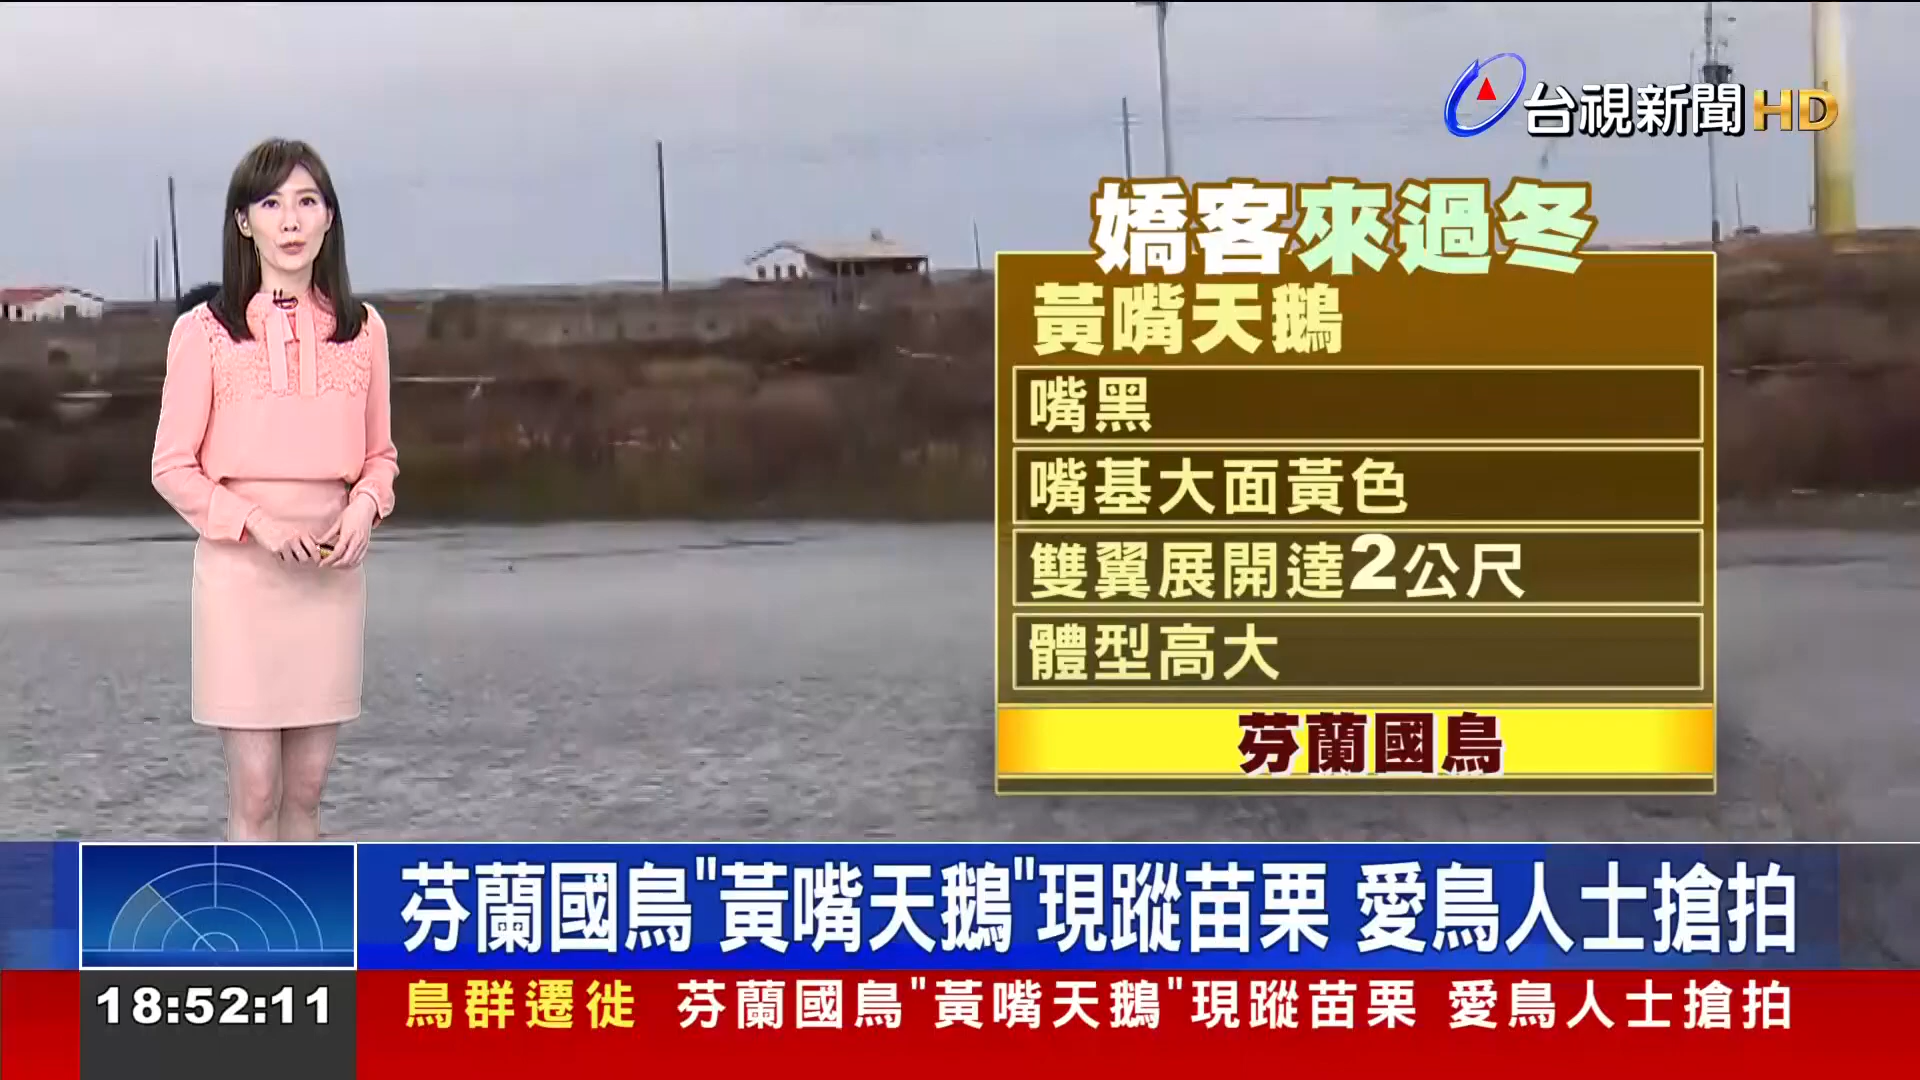 台視新聞HD
嬌客來過冬
黃嘴天鵝
嘴黑
嘴基大面黃色
雙翼展開達2公尺
體型高大
芬蘭國鳥
芬蘭國鳥"黃嘴天鵝"現蹤苗栗 愛鳥人士搶拍
18:52:11
鳥群遷徙 芬蘭國鳥"黃嘴天鵝"現蹤苗栗 愛鳥人士搶拍